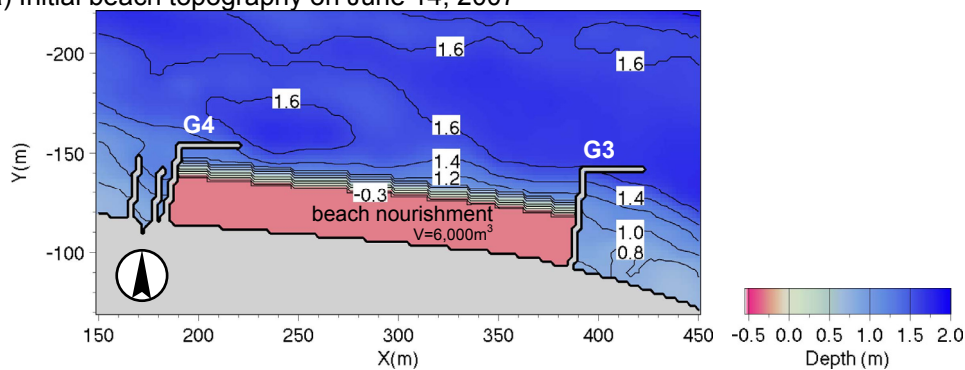 ) Initial beach topography on June 14, 2007
-200
-150
-100
Y(m)
1.6
1.6
1.6
1.6
G4
G3
1.4
1.2
-0.3
1.4
1.0
0.8
beach nourishment
V=6,000m³
150 200 250 300 350 400 450
X(m)
-0.5 0.0 0.5 1.0 1.5 2.0
Depth (m)